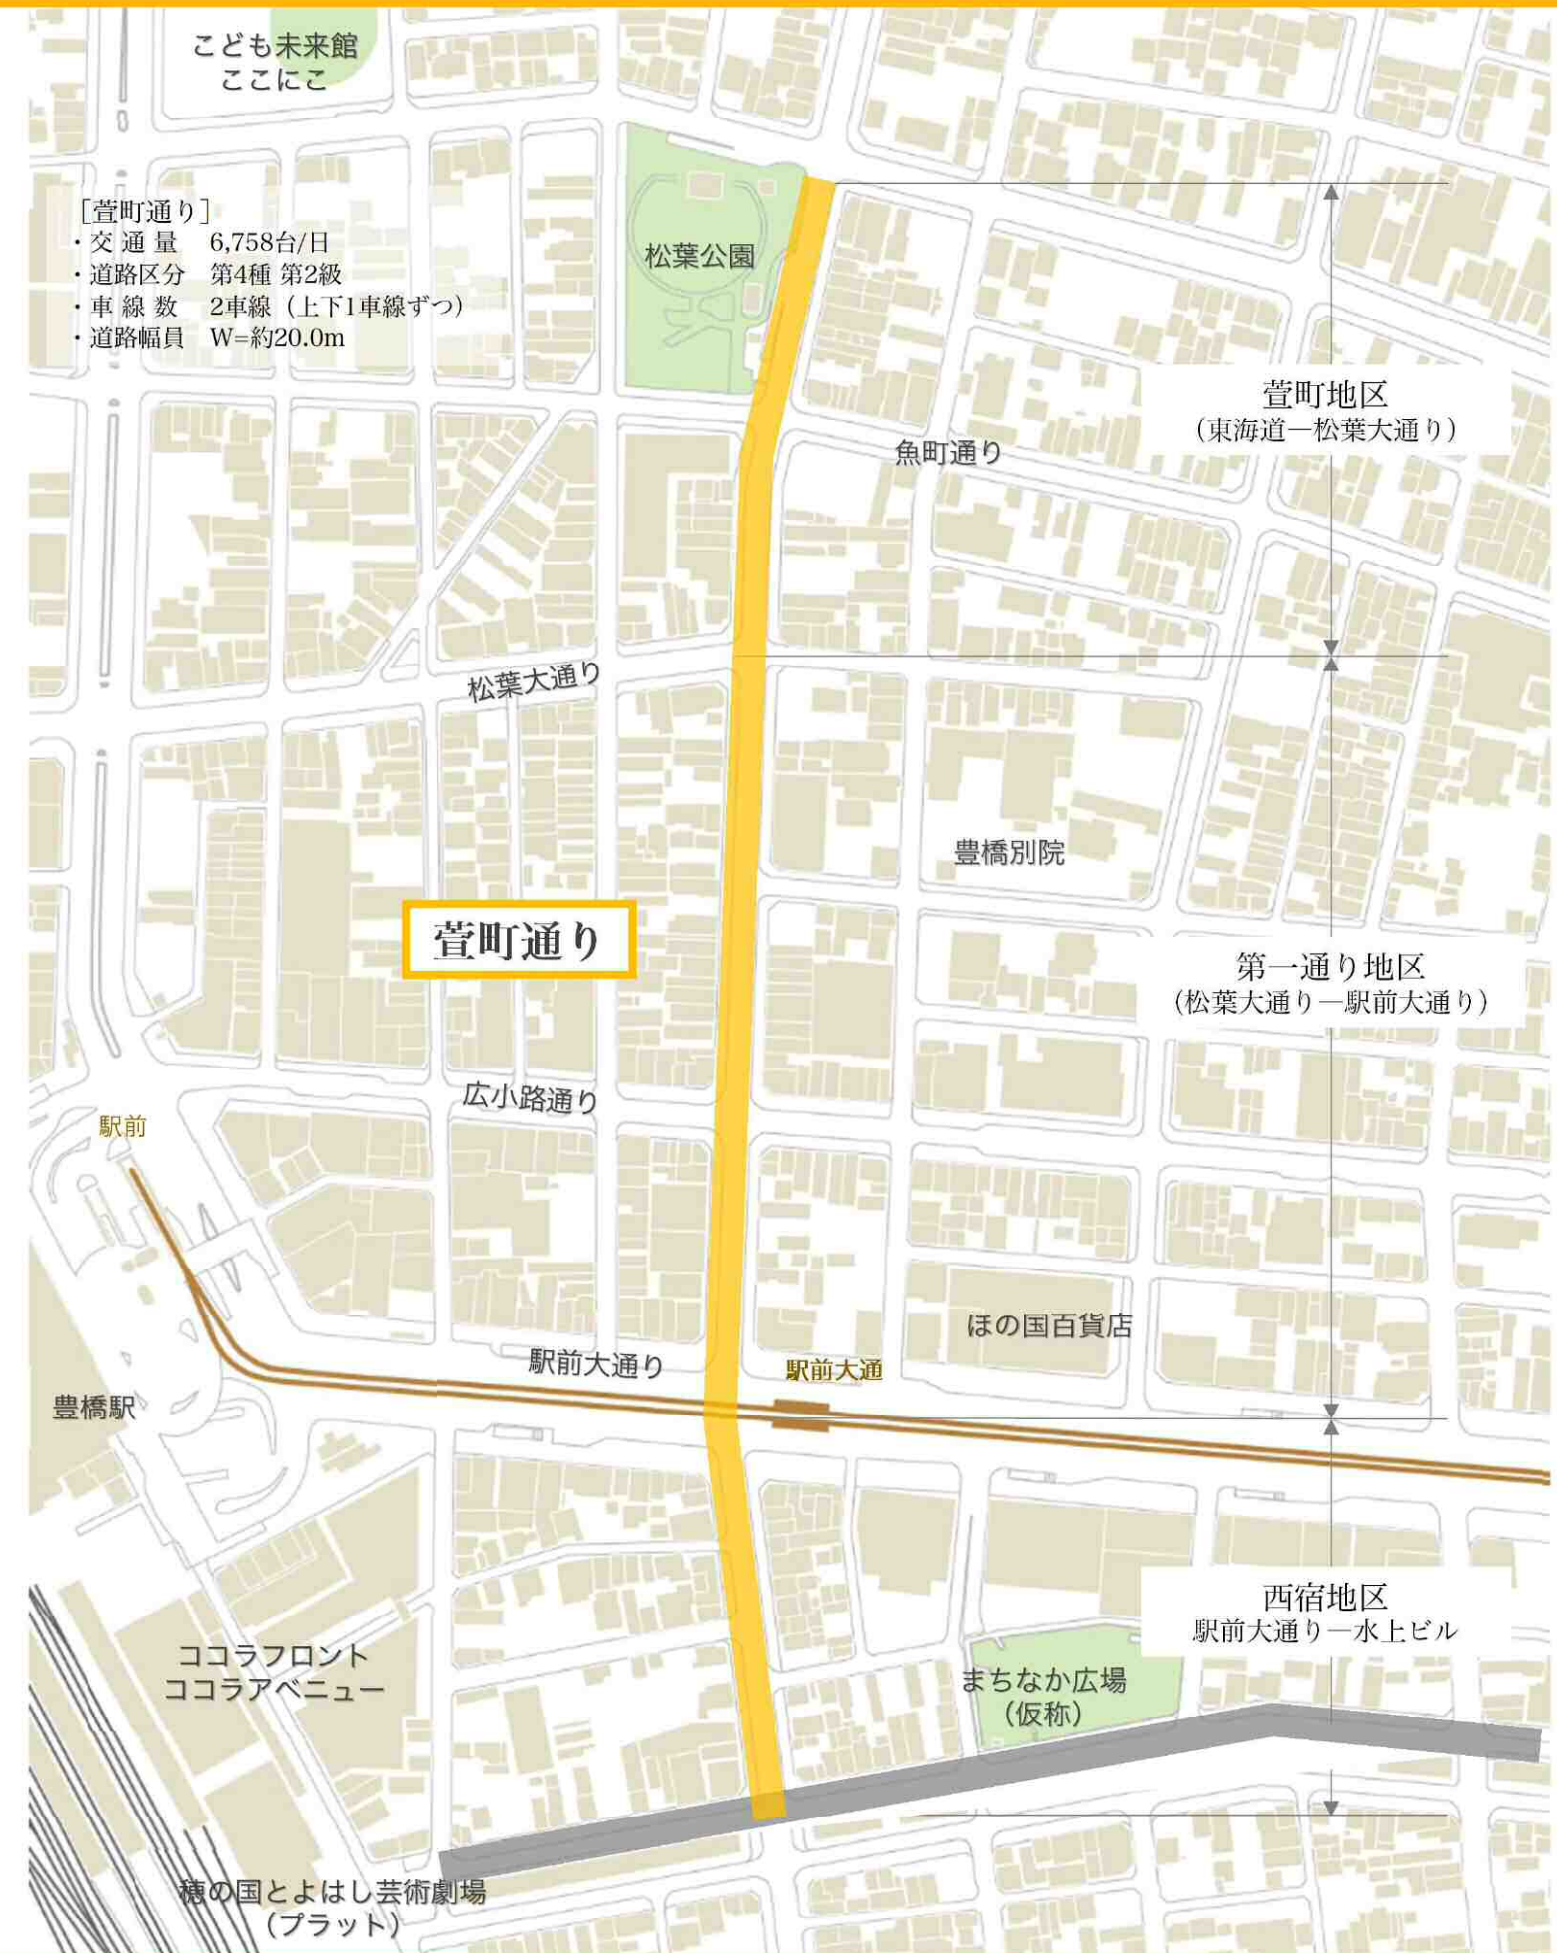 こども未来館
ここにこ
［萱町通り］
・交 通 量　6,758台/日
・道路区分　第4種 第2級
・車 線 数　2車線（上下1車線ずつ）
・道路幅員　W=約20.0m
松葉公園
萱町地区
（東海道―松葉大通り）
魚町通り
松葉大通り
豊橋別院
萱町通り
第一通り地区
（松葉大通り―駅前大通り）
広小路通り
駅前
ほの国百貨店
駅前大通り
駅前大通
豊橋駅
西宿地区
駅前大通り―水上ビル
ココラフロント
ココラアベニュー
まちなか広場
（仮称）
穂の国とよはし芸術劇場
（プラット）